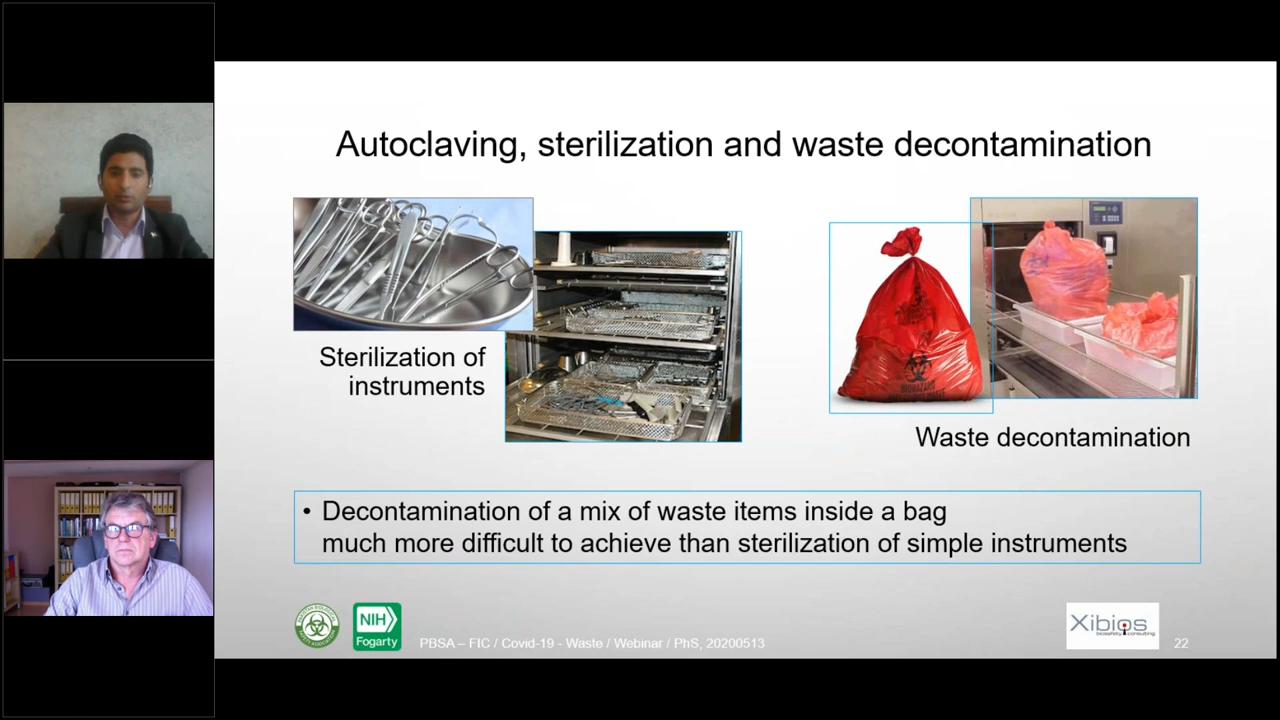 Autoclaving, sterilization and waste decontamination
Sterilization of
instruments
BIOHAZARD
Waste decontamination
• Decontamination of a mix of waste items inside a bag
much more difficult to achieve than sterilization of simple instruments
NIH
Fogarty
PBSA – FIC / Covid-19 - Waste / Webinar / PhS, 20200513
Xibios
biosafety consulting
22